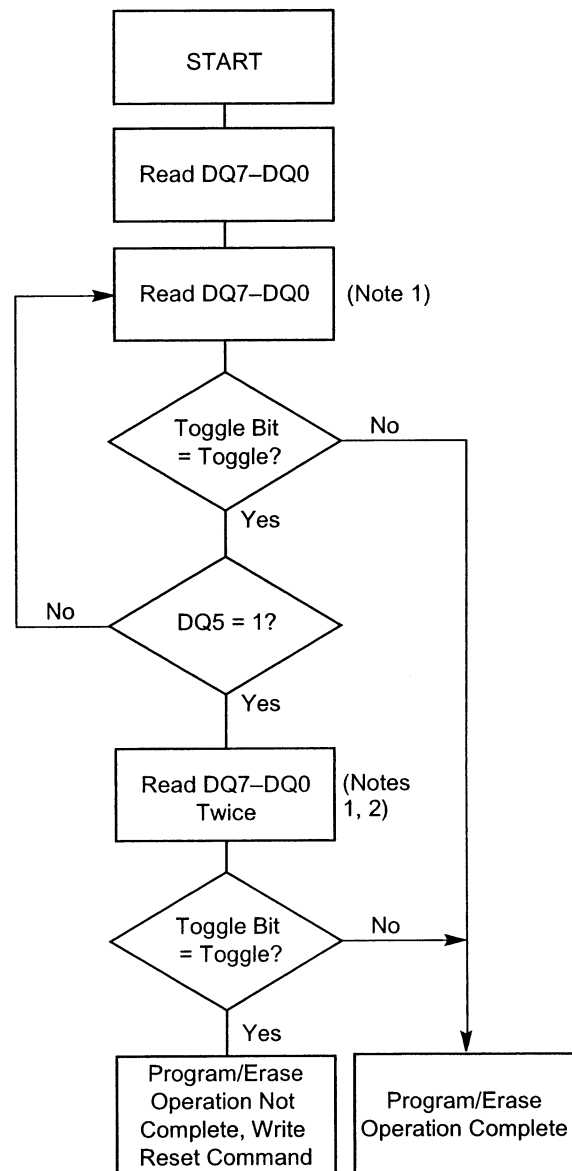 START
Read DQ7–DQ0
Read DQ7–DQ0
(Note 1)
Toggle Bit
= Toggle?
No
Yes
DQ5 = 1?
No
Yes
Read DQ7–DQ0
Twice
(Notes
1, 2)
Toggle Bit
= Toggle?
No
Yes
Program/Erase
Operation Not
Complete, Write
Reset Command
Program/Erase
Operation Complete